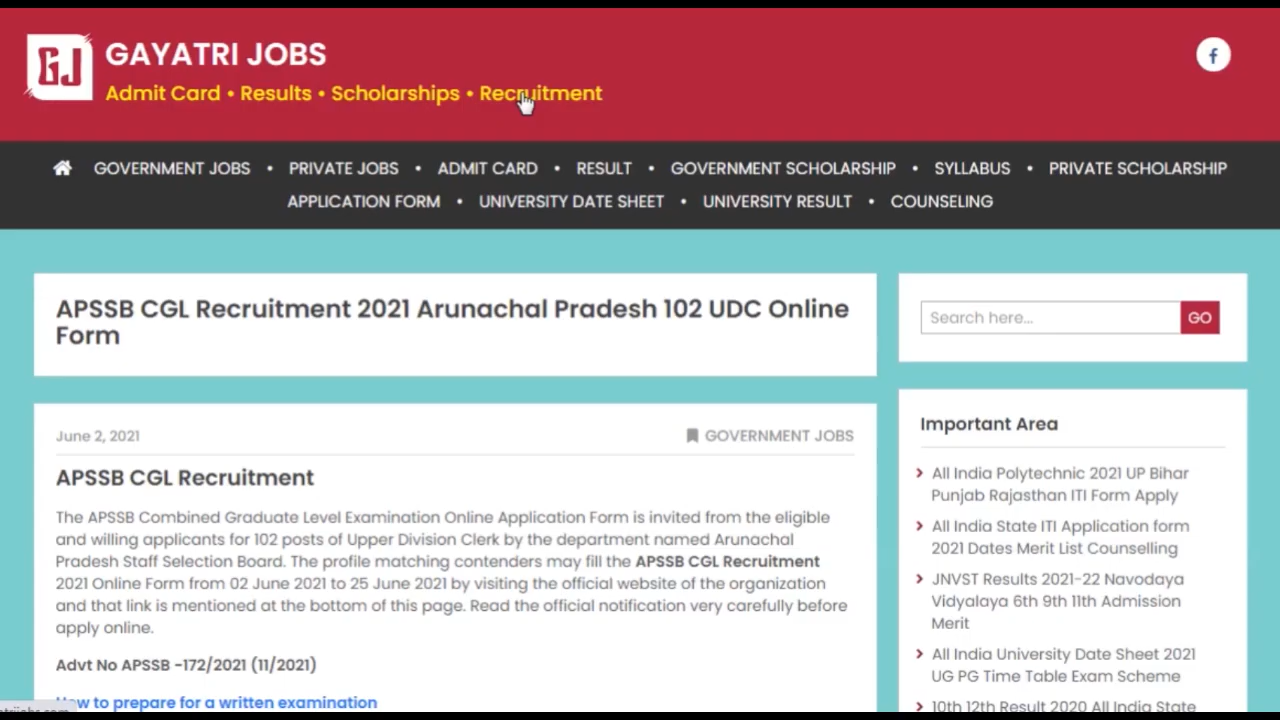 GJ
GAYATRI JOBS
Admit Card • Results • Scholarships • Recruitment
GOVERNMENT JOBS • PRIVATE JOBS • ADMIT CARD • RESULT • GOVERNMENT SCHOLARSHIP • SYLLABUS • PRIVATE SCHOLARSHIP
APPLICATION FORM • UNIVERSITY DATE SHEET • UNIVERSITY RESULT • COUNSELING
APSSB CGL Recruitment 2021 Arunachal Pradesh 102 UDC Online
Form
June 2, 2021
GOVERNMENT JOBS
APSSB CGL Recruitment
The APSSB Combined Graduate Level Examination Online Application Form is invited from the eligible
and willing applicants for 102 posts of Upper Division Clerk by the department named Arunachal
Pradesh Staff Selection Board. The profile matching contenders may fill the APSSB CGL Recruitment
2021 Online Form from 02 June 2021 to 25 June 2021 by visiting the official website of the organization
and that link is mentioned at the bottom of this page. Read the official notification very carefully before
apply online.
Advt No APSSB -172/2021 (11/2021)
How to prepare for a written examination
Search here...
GO
Important Area
All India Polytechnic 2021 UP Bihar
Punjab Rajasthan ITI Form Apply
All India State ITI Application form
2021 Dates Merit List Counselling
JNVST Results 2021-22 Navodaya
Vidyalaya 6th 9th 11th Admission
Merit
All India University Date Sheet 2021
UG PG Time Table Exam Scheme
10th 12th Result 2020 All India State